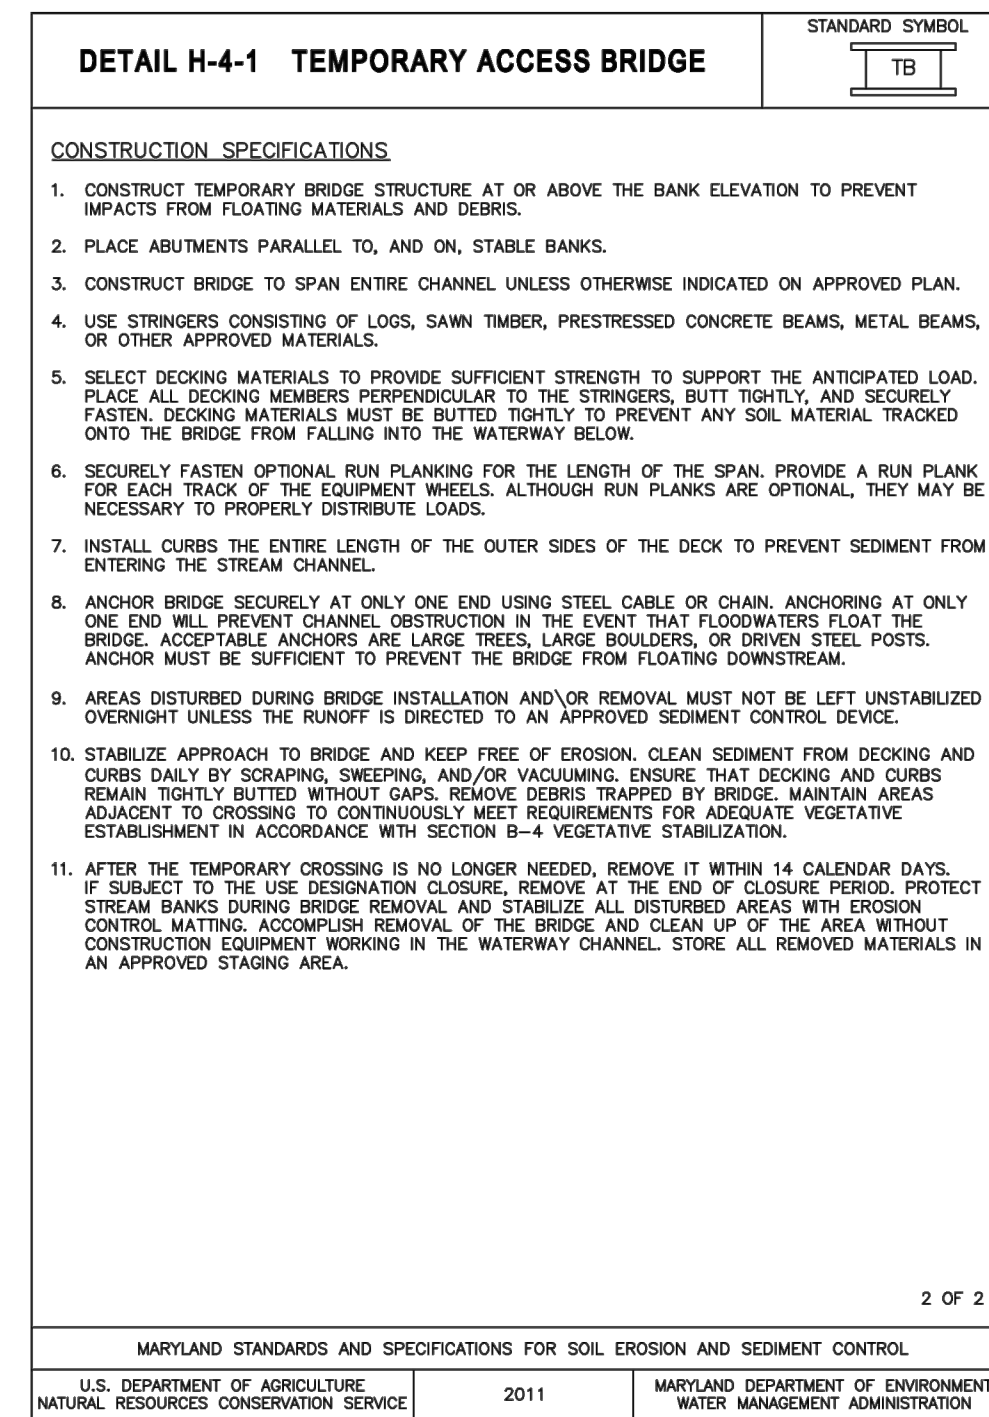 DETAIL H-4-1 TEMPORARY ACCESS BRIDGE
STANDARD SYMBOL
TB
CONSTRUCTION SPECIFICATIONS
1. CONSTRUCT TEMPORARY BRIDGE STRUCTURE AT OR ABOVE THE BANK ELEVATION TO PREVENT
IMPACTS FROM FLOATING MATERIALS AND DEBRIS.
2. PLACE ABUTMENTS PARALLEL TO, AND ON, STABLE BANKS.
3. CONSTRUCT BRIDGE TO SPAN ENTIRE CHANNEL UNLESS OTHERWISE INDICATED ON APPROVED PLAN.
4. USE STRINGERS CONSISTING OF LOGS, SAWN TIMBER, PRESTRESSED CONCRETE BEAMS, METAL BEAMS,
OR OTHER APPROVED MATERIALS.
5. SELECT DECKING MATERIALS TO PROVIDE SUFFICIENT STRENGTH TO SUPPORT THE ANTICIPATED LOAD.
PLACE ALL DECKING MEMBERS PERPENDICULAR TO THE STRINGERS, BUTT TIGHTLY, AND SECURELY
FASTEN. DECKING MATERIALS MUST BE BUTTED TIGHTLY TO PREVENT ANY SOIL MATERIAL TRACKED
ONTO THE BRIDGE FROM FALLING INTO THE WATERWAY BELOW.
6. SECURELY FASTEN OPTIONAL RUN PLANKING FOR THE LENGTH OF THE SPAN. PROVIDE A RUN PLANK
FOR EACH TRACK OF THE EQUIPMENT WHEELS. ALTHOUGH RUN PLANKS ARE OPTIONAL, THEY MAY BE
NECESSARY TO PROPERLY DISTRIBUTE LOADS.
7. INSTALL CURBS THE ENTIRE LENGTH OF THE OUTER SIDES OF THE DECK TO PREVENT SEDIMENT FROM
ENTERING THE STREAM CHANNEL.
8. ANCHOR BRIDGE SECURELY AT ONLY ONE END USING STEEL CABLE OR CHAIN. ANCHORING AT ONLY
ONE END WILL PREVENT CHANNEL OBSTRUCTION IN THE EVENT THAT FLOODWATERS FLOAT THE
BRIDGE. ACCEPTABLE ANCHORS ARE LARGE TREES, LARGE BOULDERS, OR DRIVEN STEEL POSTS.
ANCHOR MUST BE SUFFICIENT TO PREVENT THE BRIDGE FROM FLOATING DOWNSTREAM.
9. AREAS DISTURBED DURING BRIDGE INSTALLATION AND\OR REMOVAL MUST NOT BE LEFT UNSTABILIZED
OVERNIGHT UNLESS THE RUNOFF IS DIRECTED TO AN APPROVED SEDIMENT CONTROL DEVICE.
10. STABILIZE APPROACH TO BRIDGE AND KEEP FREE OF EROSION. CLEAN SEDIMENT FROM DECKING AND
CURBS DAILY BY SCRAPING, SWEEPING, AND/OR VACUUMING. ENSURE THAT DECKING AND CURBS
REMAIN TIGHTLY BUTTED WITHOUT GAPS. REMOVE DEBRIS TRAPPED BY BRIDGE. MAINTAIN AREAS
ADJACENT TO CROSSING TO CONTINUOUSLY MEET REQUIREMENTS FOR ADEQUATE VEGETATIVE
ESTABLISHMENT IN ACCORDANCE WITH SECTION B-4 VEGETATIVE STABILIZATION.
11. AFTER THE TEMPORARY CROSSING IS NO LONGER NEEDED, REMOVE IT WITHIN 14 CALENDAR DAYS.
IF SUBJECT TO THE USE DESIGNATION CLOSURE, REMOVE AT THE END OF CLOSURE PERIOD. PROTECT
STREAM BANKS DURING BRIDGE REMOVAL AND STABILIZE ALL DISTURBED AREAS WITH EROSION
CONTROL MATTING. ACCOMPLISH REMOVAL OF THE BRIDGE AND CLEAN UP OF THE AREA WITHOUT
CONSTRUCTION EQUIPMENT WORKING IN THE WATERWAY CHANNEL. STORE ALL REMOVED MATERIALS IN
AN APPROVED STAGING AREA.
2 OF 2
MARYLAND STANDARDS AND SPECIFICATIONS FOR SOIL EROSION AND SEDIMENT CONTROL
U.S. DEPARTMENT OF AGRICULTURE
NATURAL RESOURCES CONSERVATION SERVICE
2011
MARYLAND DEPARTMENT OF ENVIRONMENT
WATER MANAGEMENT ADMINISTRATION